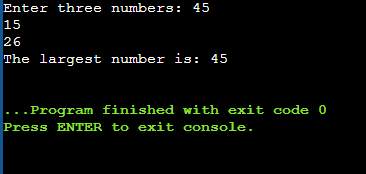 Enter three numbers: 45
15
26
The largest number is: 45
...Program finished with exit code 0
Press ENTER to exit console.